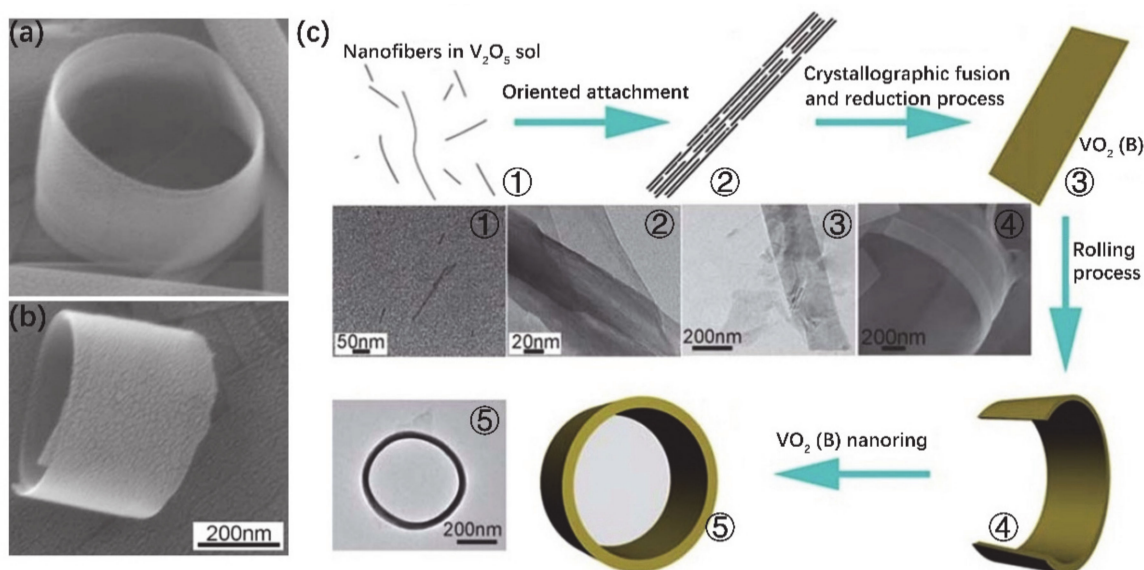 (a)
(b)
200nm
(c)
Nanofibers in V₂O₅ sol
Oriented attachment
Crystallographic fusion
and reduction process
VO₂ (B)
①
②
③
①
②
③
④
50nm
20nm
200nm
200nm
Rolling
process
⑤
200nm
⑤
VO₂ (B) nanoring
④